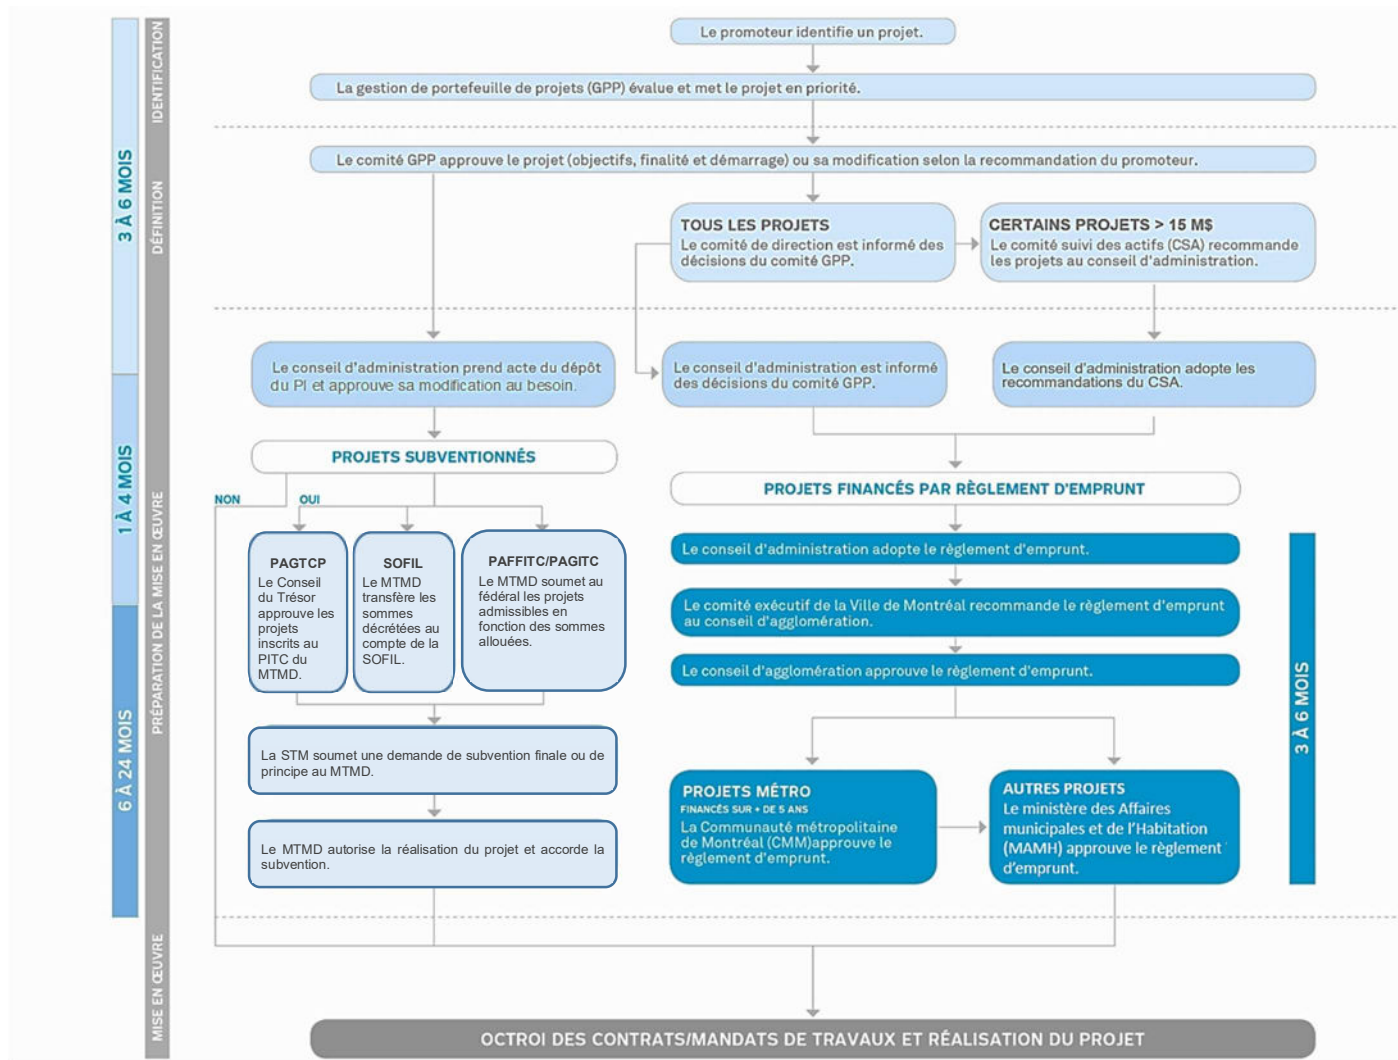 Le promoteur identifie un projet.
La gestion de portefeuille de projets (GPP) évalue et met le projet en priorité.
IDENTIFICATION
3 À 6 MOIS
DÉFINITION
Le comité GPP approuve le projet (objectifs, finalité et démarrage) ou sa modification selon la recommandation du promoteur.
TOUS LES PROJETS
Le comité de direction est informé des
décisions du comité GPP.
CERTAINS PROJETS > 15 M$
Le comité suivi des actifs (CSA) recommande
les projets au conseil d'administration.
Le conseil d'administration prend acte du dépôt
du PI et approuve sa modification au besoin.
Le conseil d'administration est informé
des décisions du comité GPP.
Le conseil d'administration adopte les
recommandations du CSA.
1 À 4 MOIS
PRÉPARATION DE LA MISE EN ŒUVRE
PROJETS SUBVENTIONNÉS
NON
OUI
PAGTCP
Le Conseil
du Trésor
approuve les
projets
inscrits au
PITC du
MTMD.
SOFIL
Le MTMD
transfère les
sommes
décrétées au
compte de la
SOFIL.
PAFFITC/PAGITC
Le MTMD soumet au
fédéral les projets
admissibles en
fonction des sommes
allouées.
6 À 24 MOIS
La STM soumet une demande de subvention finale ou de
principe au MTMD.
Le MTMD autorise la réalisation du projet et accorde la
subvention.
PROJETS FINANCÉS PAR RÈGLEMENT D'EMPRUNT
Le conseil d'administration adopte le règlement d'emprunt.
Le comité exécutif de la Ville de Montréal recommande le règlement d'emprunt
au conseil d'agglomération.
Le conseil d'agglomération approuve le règlement d'emprunt.
3 À 6 MOIS
PROJETS MÉTRO
FINANCÉS SUR + DE 5 ANS
La Communauté métropolitaine
de Montréal (CMM)approuve le
règlement d'emprunt.
AUTRES PROJETS
Le ministère des Affaires
municipales et de l'Habitation
(MAMH) approuve le règlement
d'emprunt.
MISE EN ŒUVRE
OCTROI DES CONTRATS/MANDATS DE TRAVAUX ET RÉALISATION DU PROJET